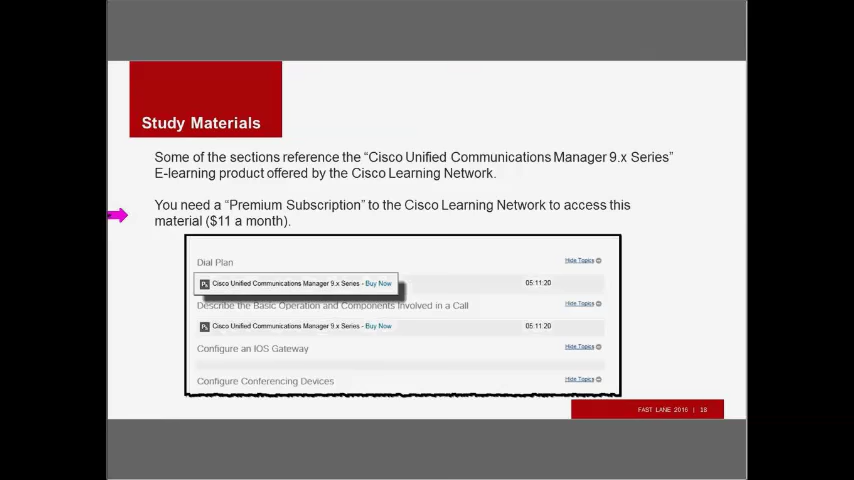 Study Materials
Some of the sections reference the “Cisco Unified Communications Manager 9.x Series”
E-learning product offered by the Cisco Learning Network.
You need a “Premium Subscription” to the Cisco Learning Network to access this
material ($11 a month).
Dial Plan Hide Topics
Cisco Unified Communications Manager 9.x Series - Buy Now 05:11:20
Describe the Basic Operation and Components Involved in a Call Hide Topics
Cisco Unified Communications Manager 9.x Series - Buy Now 05:11:20
Configure an IOS Gateway Hide Topics
Configure Conferencing Devices Hide Topics
FAST LANE 2016 | 18